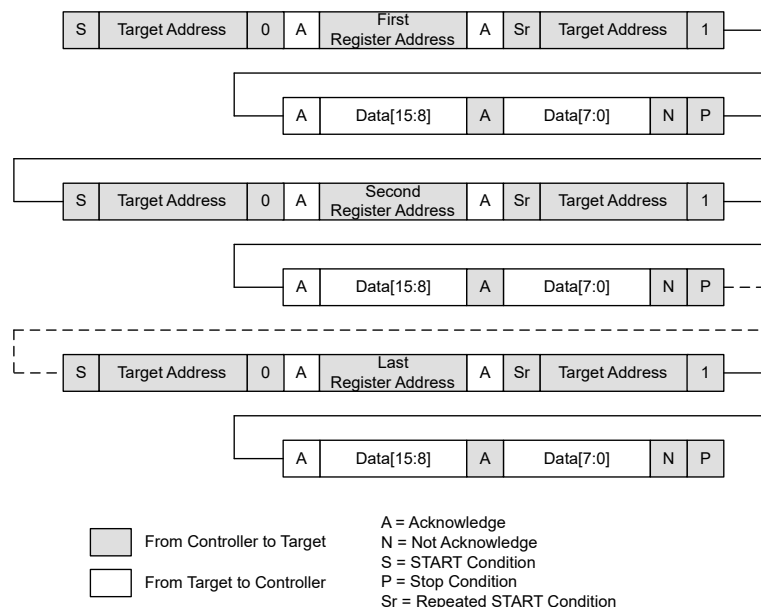 S Target Address 0 A First Register Address A Sr Target Address 1
A Data[15:8] A Data[7:0] N P
S Target Address 0 A Second Register Address A Sr Target Address 1
A Data[15:8] A Data[7:0] N P
S Target Address 0 A Last Register Address A Sr Target Address 1
A Data[15:8] A Data[7:0] N P
From Controller to Target
From Target to Controller
A = Acknowledge
N = Not Acknowledge
S = START Condition
P = Stop Condition
Sr = Repeated START Condition